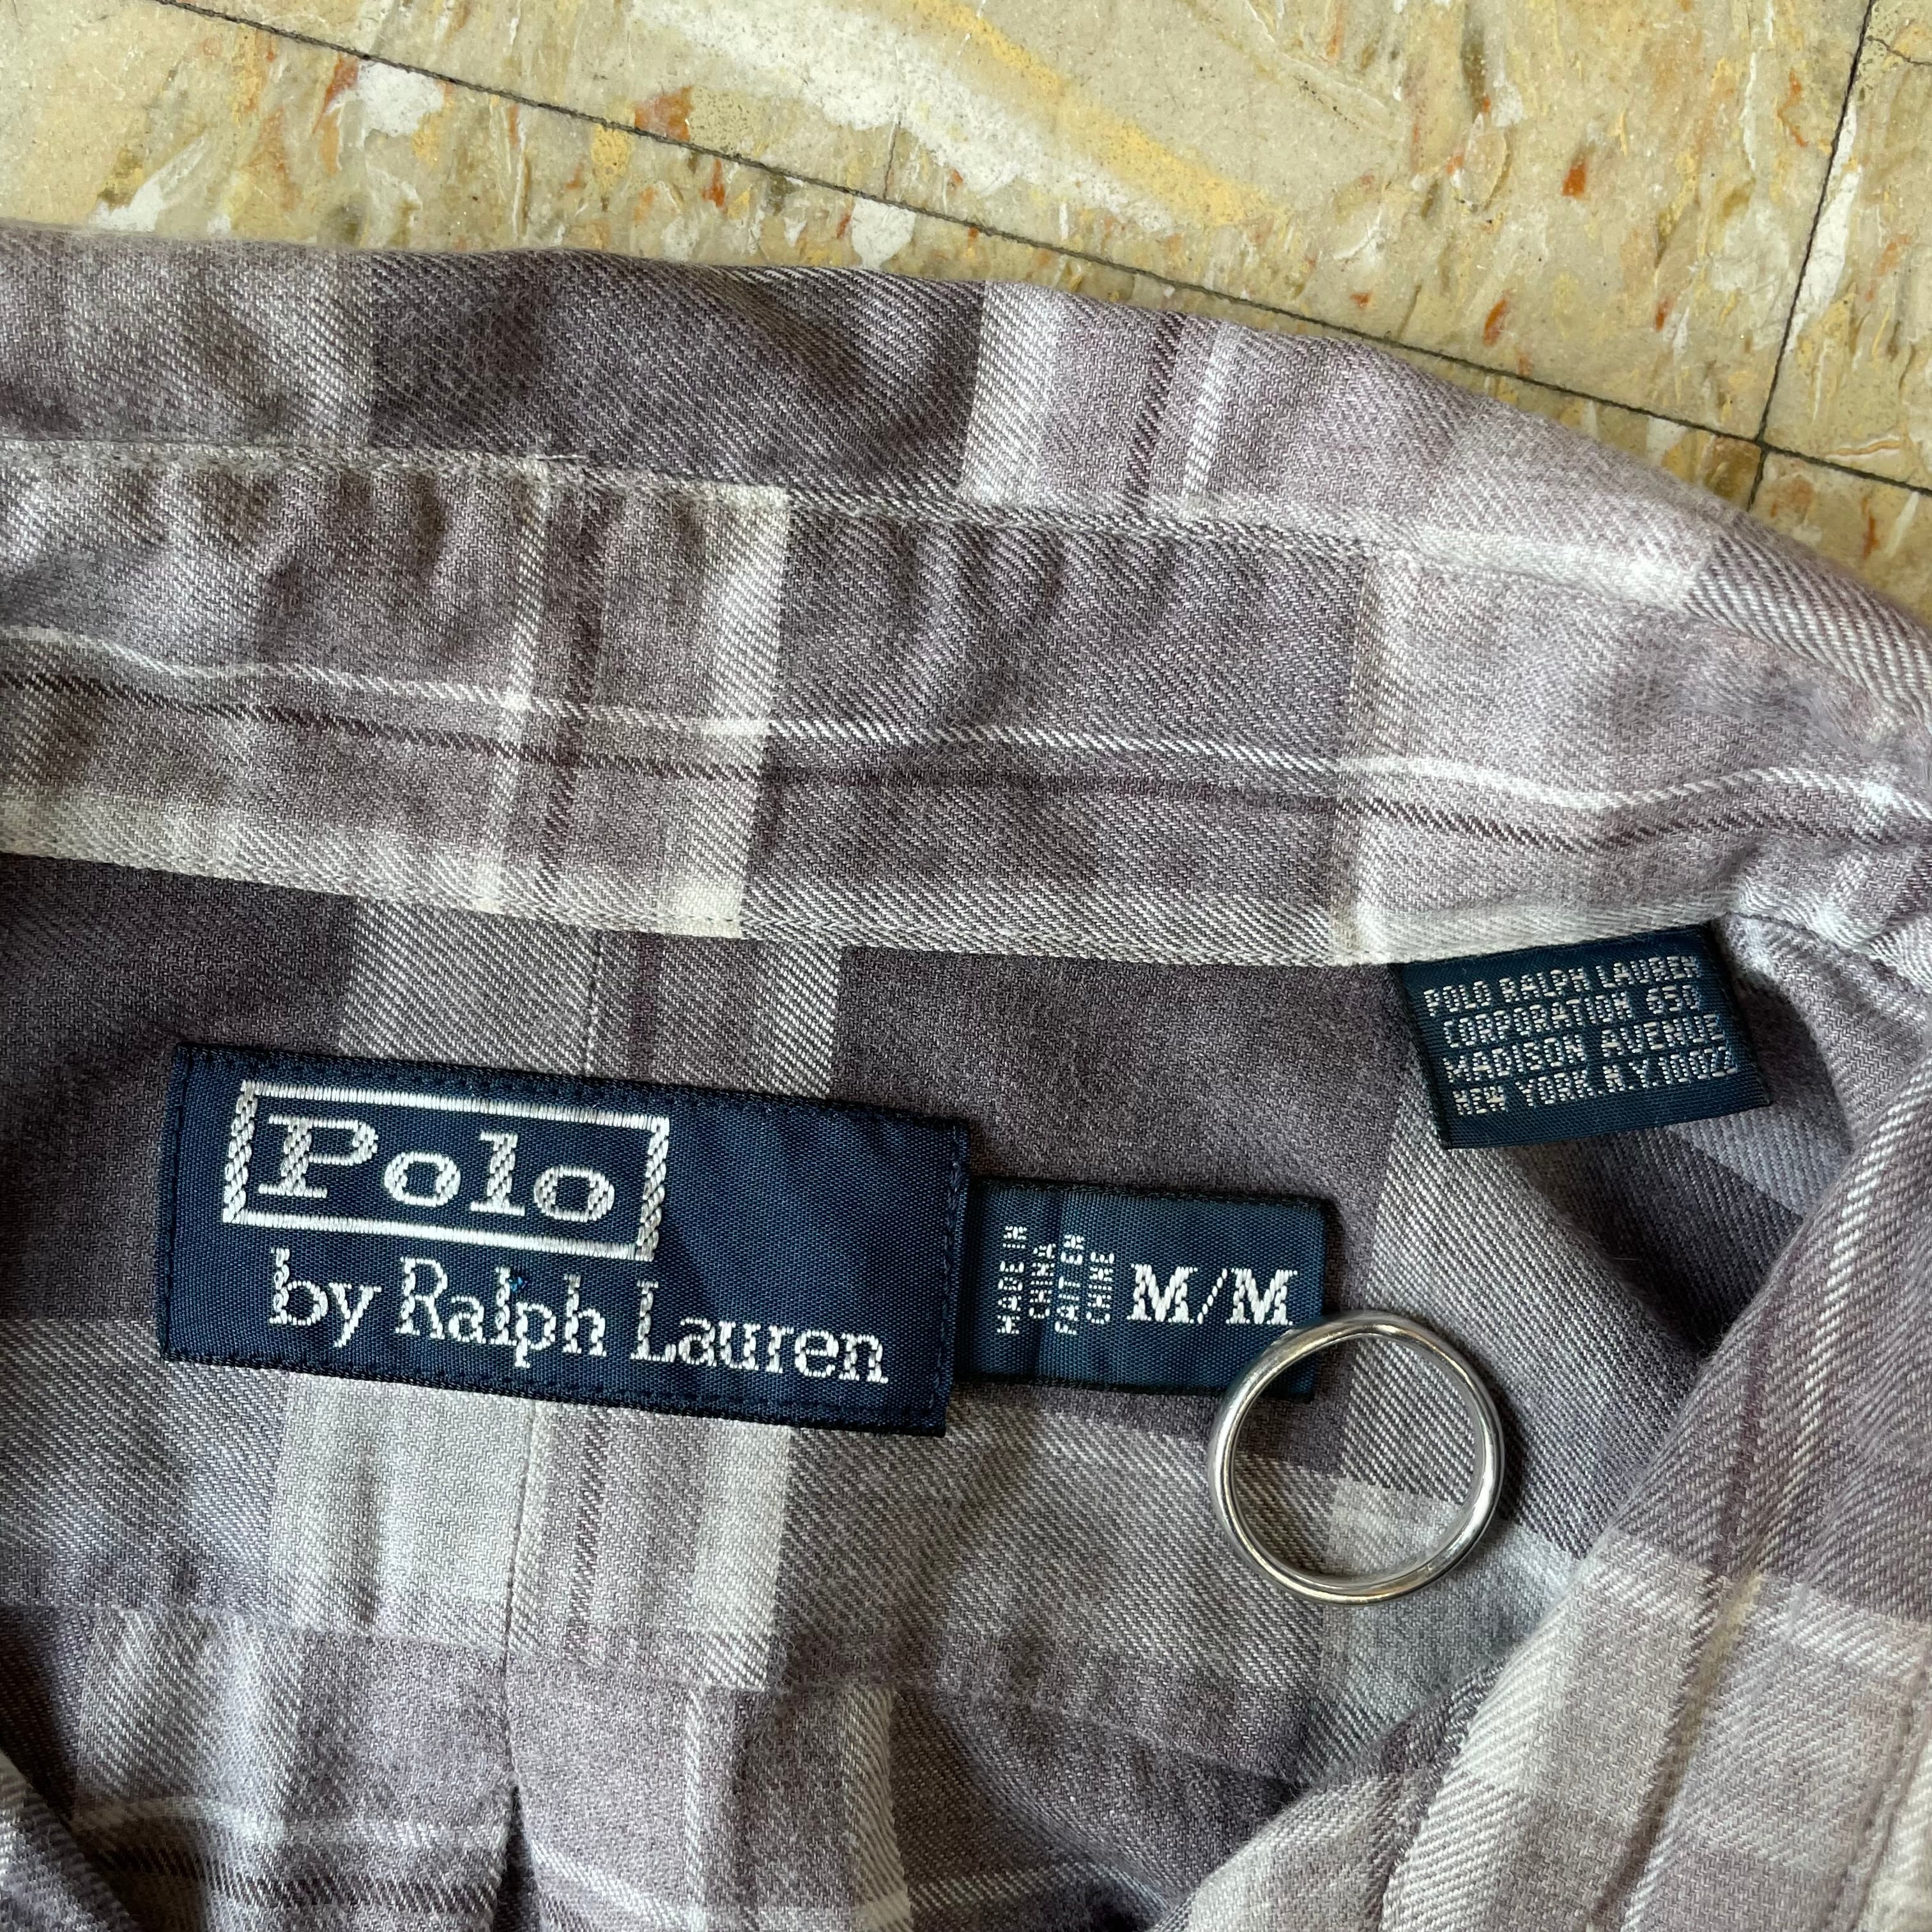 Polo
by Ralph Lauren
MADE IN
CHINA
FAIT EN
CHINE
M/M
POLO RALPH LAUREN
CORPORATION 650
MADISON AVENUE
NEW YORK.N.Y.10022